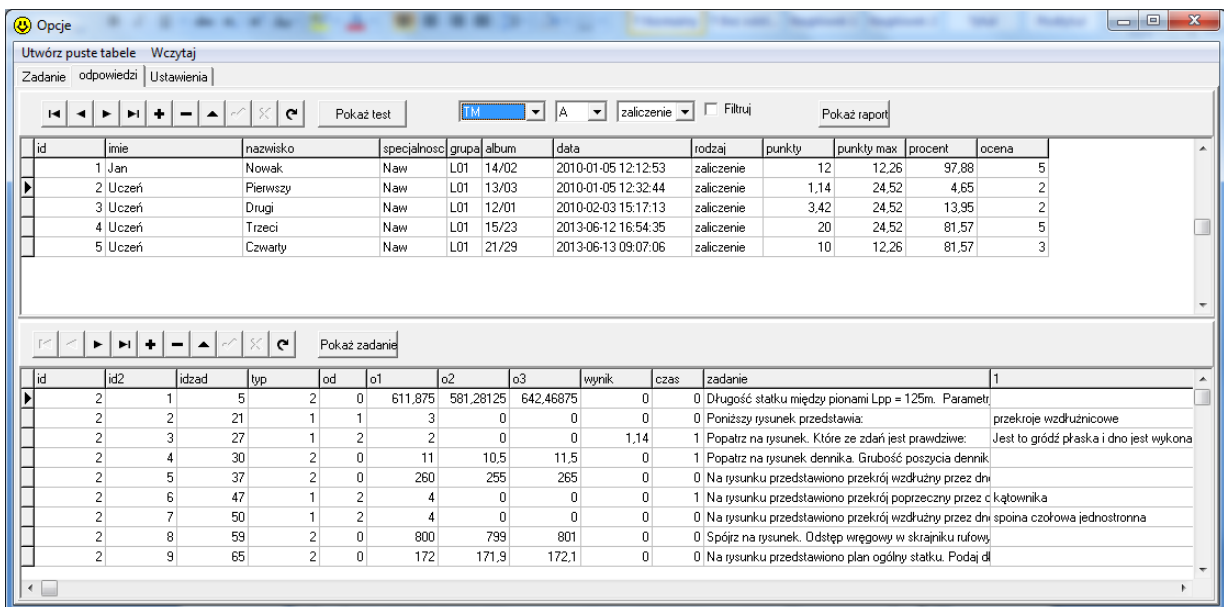 Opcje
Utwórz puste tabele Wczytaj
Zadanie odpowiedzi Ustawienia
Pokaż test TM A zaliczenie Filtruj Pokaż raport
id imie nazwisko specjalnosc grupa album data rodzaj punkty punkty max procent ocena
1 Jan Nowak Naw L01 14/02 2010-01-05 12:12:53 zaliczenie 12 12,26 97,88 5
2 Uczeń Pierwszy Naw L01 13/03 2010-01-05 12:32:44 zaliczenie 1,14 24,52 4,65 2
3 Uczeń Drugi Naw L01 12/01 2010-02-03 15:17:13 zaliczenie 3,42 24,52 13,95 2
4 Uczeń Trzeci Naw L01 15/23 2013-06-12 16:54:35 zaliczenie 20 24,52 81,57 5
5 Uczeń Czwarty Naw L01 21/29 2013-06-13 09:07:06 zaliczenie 10 12,26 81,57 3
Pokaż zadanie
id id2 idzad typ od o1 o2 o3 wynik czas zadanie 1
2 1 5 2 0 611,875 581,28125 642,46875 0 0 Długość statku między pionami Lpp = 125m. Parametr
2 2 21 1 1 3 0 0 0 0 Poniższy rysunek przedstawia: przekroje wzdłużnicowe
2 3 27 1 2 2 0 0 1,14 1 Popatrz na rysunek. Które ze zdań jest prawdziwe: Jest to gródź płaska i dno jest wykona
2 4 30 2 0 11 10,5 11,5 0 1 Popatrz na rysunek dennika. Grubość poszycia dennik
2 5 37 2 0 260 255 265 0 0 Na rysunku przedstawiono przekrój wzdłużny przez dn
2 6 47 1 2 4 0 0 0 1 Na rysunku przedstawiono przekrój poprzeczny przez d kątownika
2 7 50 1 2 4 0 0 0 0 Na rysunku przedstawiono przekrój wzdłużny przez dn spoina czołowa jednostronna
2 8 59 2 0 800 799 801 0 0 Spójrz na rysunek. Odstęp wręgowy w skrajniku rufowy
2 9 65 2 0 172 171,9 172,1 0 0 Na rysunku przedstawiono plan ogólny statku. Podaj dł